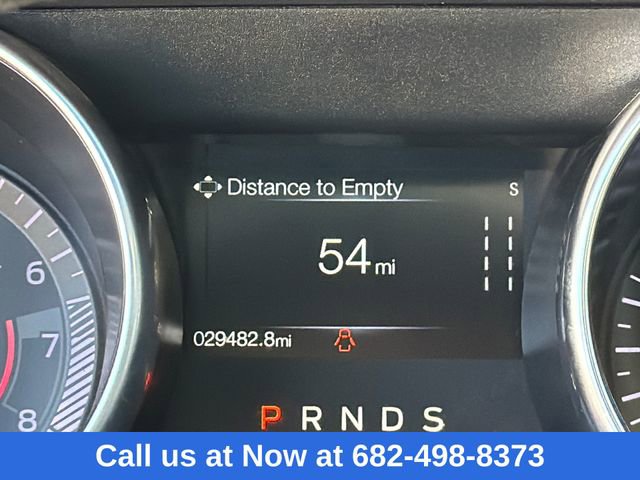 Distance to Empty S
54 mi
029482.8mi
6
7
8
P R N D S
Call us at Now at 682-498-8373